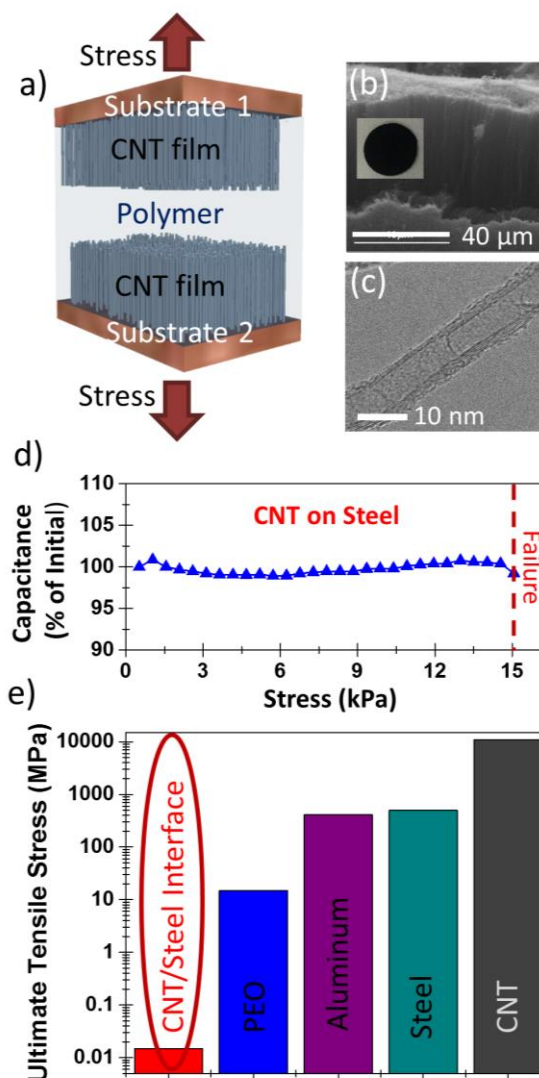 Stress
a)
Substrate 1
CNT film
Polymer
CNT film
Substrate 2
Stress
(b)
40 µm
(c)
10 nm
d)
110
105
100
95
90
Capacitance
(% of Initial)
CNT on Steel
Failure
0
3
6
9
12
15
Stress (kPa)
e)
Ultimate Tensile Stress (MPa)
10000
1000
100
10
1
0.1
0.01
CNT/Steel Interface
PEO
Aluminum
Steel
CNT